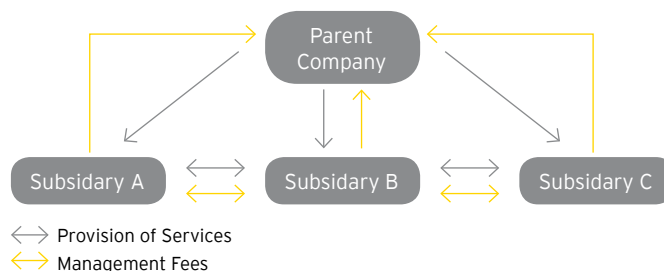 Parent
Company
Subsidary A
Subsidary B
Subsidary C
Provision of Services
Management Fees